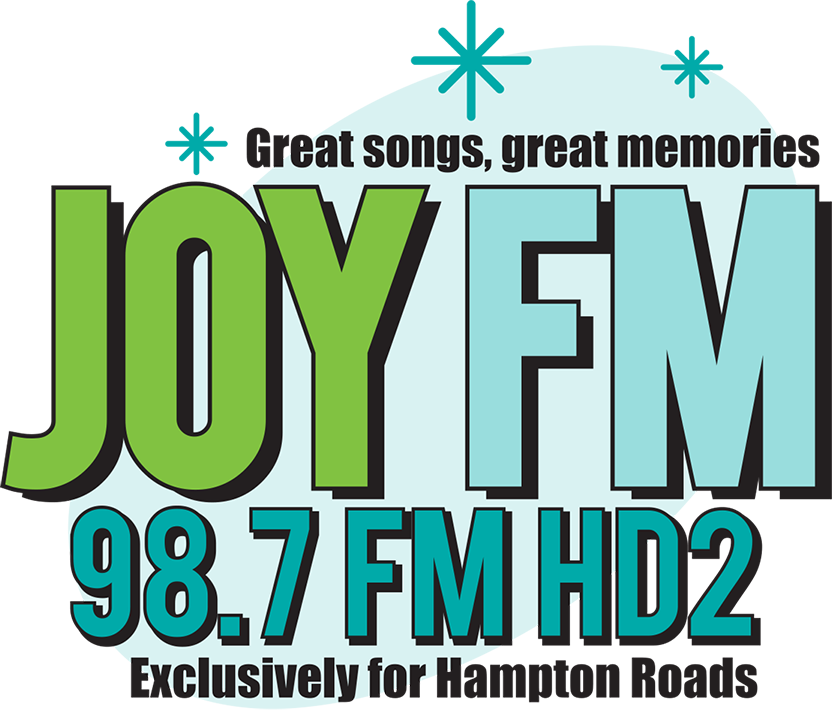 Great songs, great memories
JOY FM
98.7 FM HD2
Exclusively for Hampton Roads